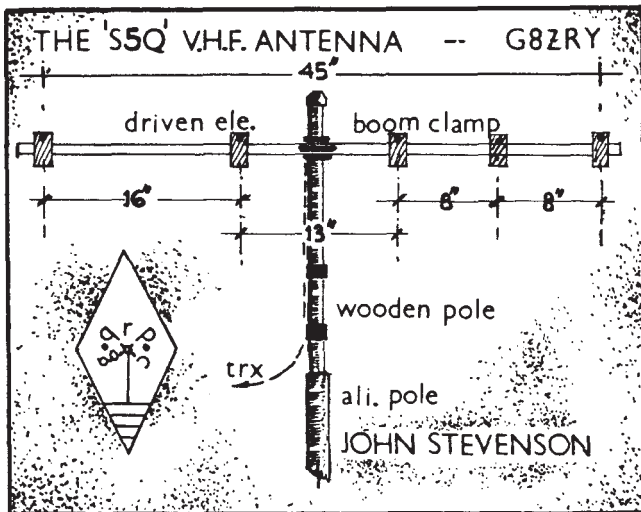 THE 'S5Q' V.H.F. ANTENNA -- G8ZRY
45"
driven ele. boom clamp
16" 8" 8"
13"
wooden pole
trx
ali. pole
JOHN STEVENSON